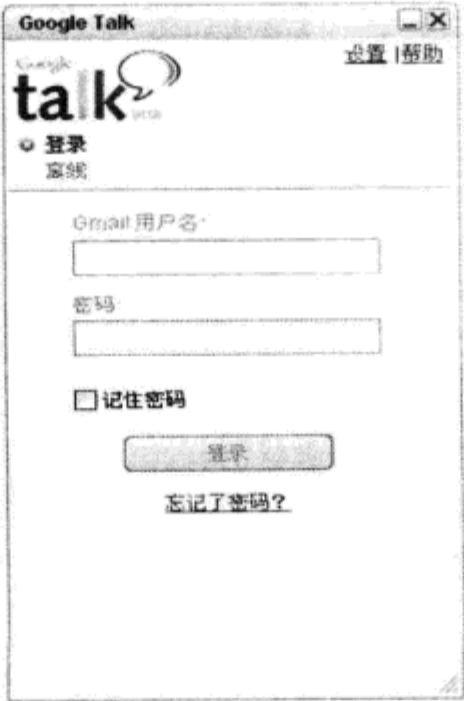 Google Talk
设置 | 帮助
Google
talk
BETA
登录
离线
Gmail 用户名:
密码:
记住密码
登录
忘记了密码?